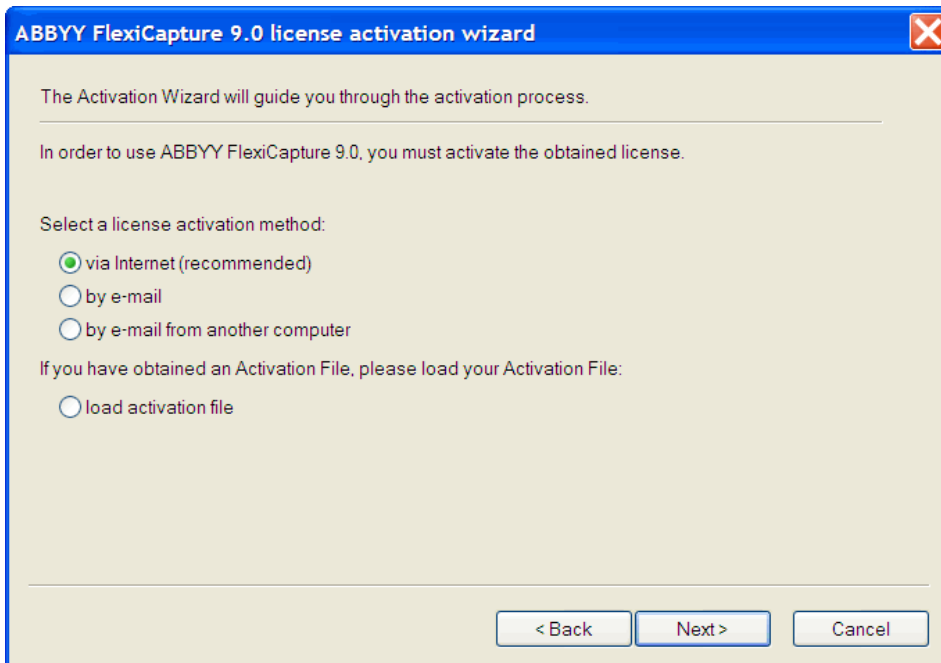 ABBYY FlexiCapture 9.0 license activation wizard
The Activation Wizard will guide you through the activation process.
In order to use ABBYY FlexiCapture 9.0, you must activate the obtained license.
Select a license activation method:
via Internet (recommended)
by e-mail
by e-mail from another computer
If you have obtained an Activation File, please load your Activation File:
load activation file
< Back Next > Cancel